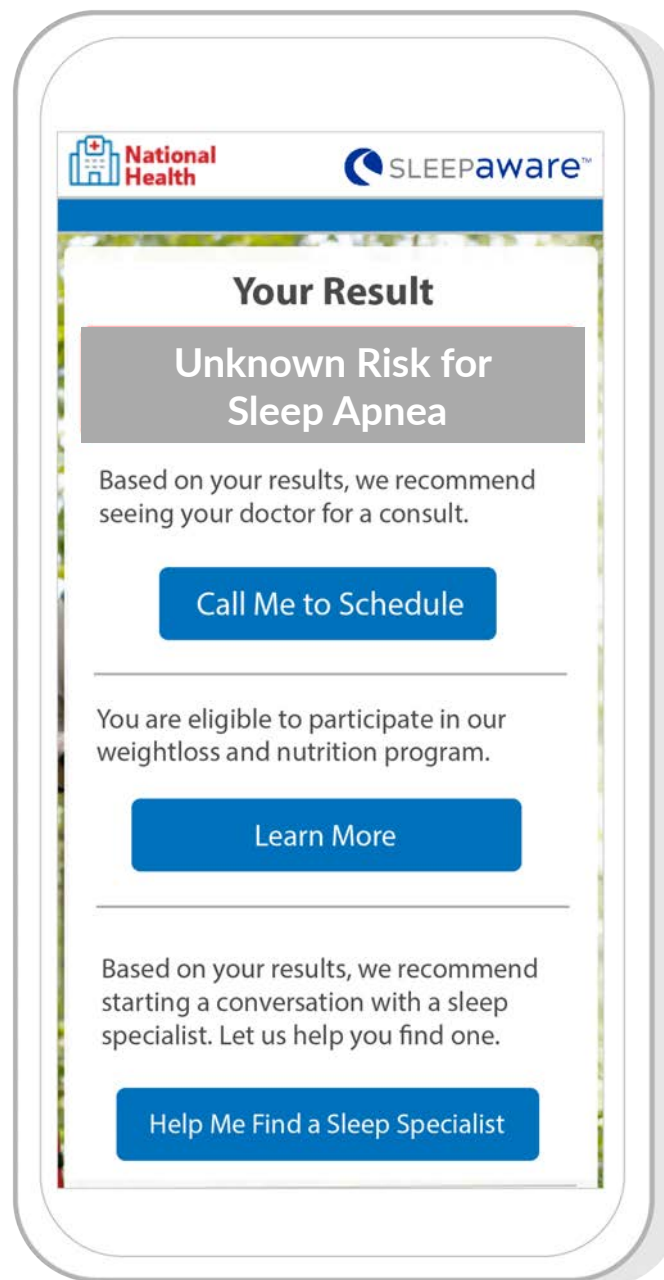 National
Health
SLEEPaware™
Your Result
Unknown Risk for
Sleep Apnea
Based on your results, we recommend
seeing your doctor for a consult.
Call Me to Schedule
You are eligible to participate in our
weightloss and nutrition program.
Learn More
Based on your results, we recommend
starting a conversation with a sleep
specialist. Let us help you find one.
Help Me Find a Sleep Specialist